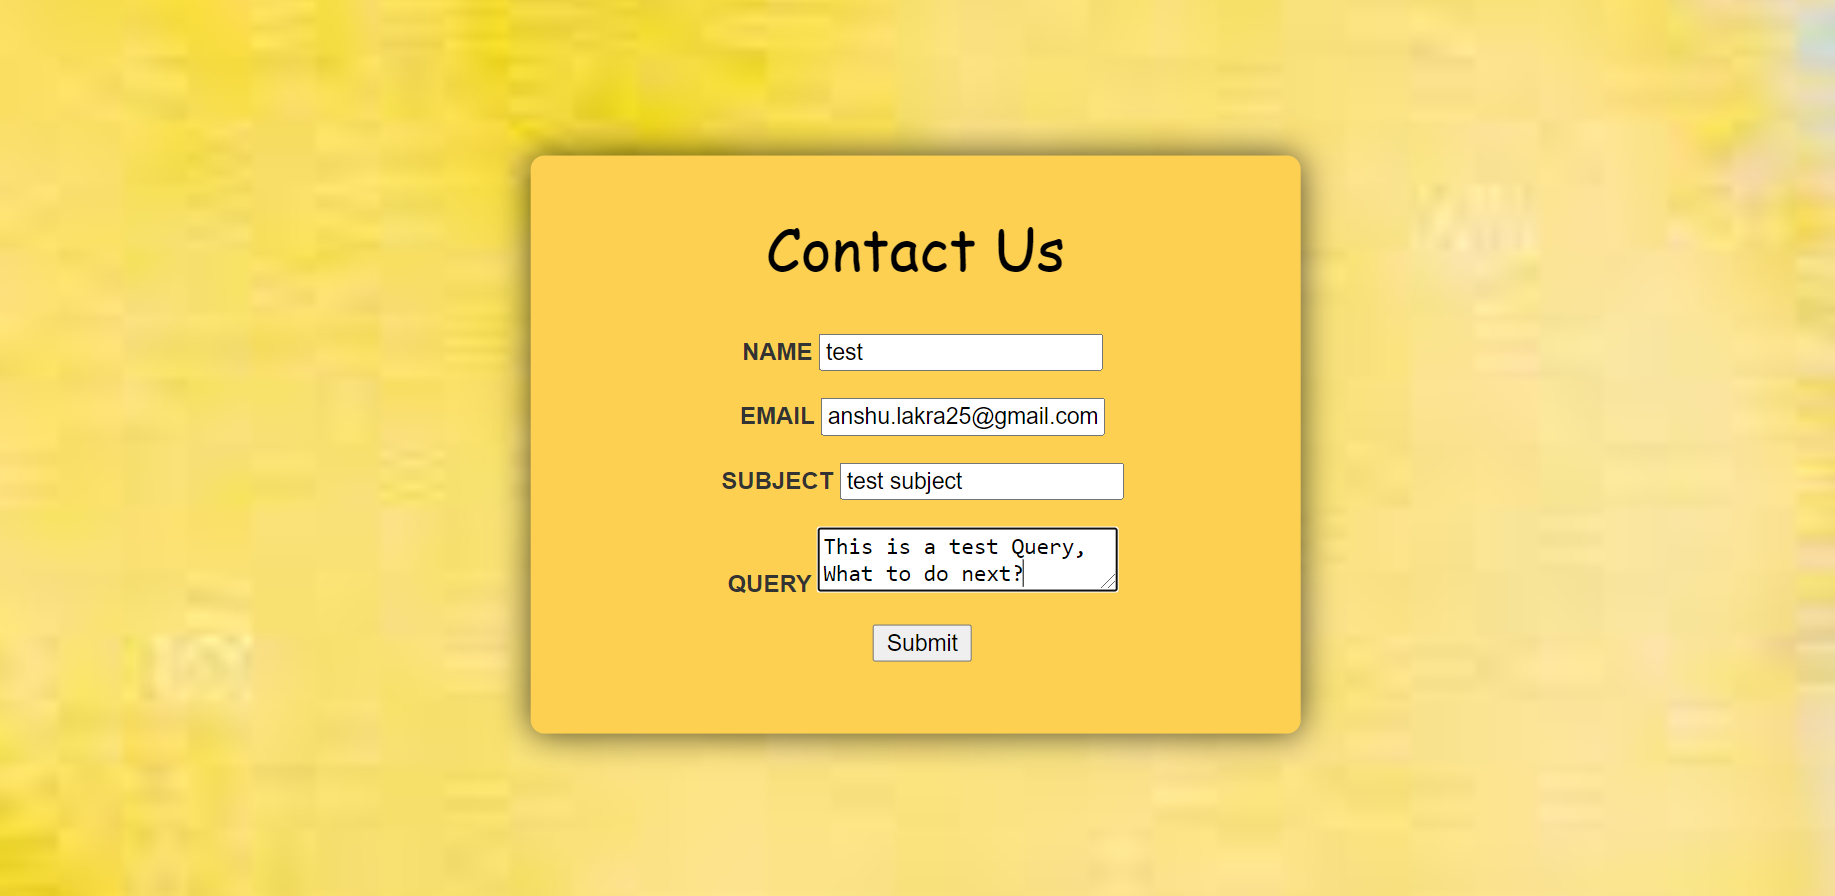 Contact Us
NAME test
EMAIL anshu.lakra25@gmail.com
SUBJECT test subject
QUERY This is a test Query,
What to do next?
Submit